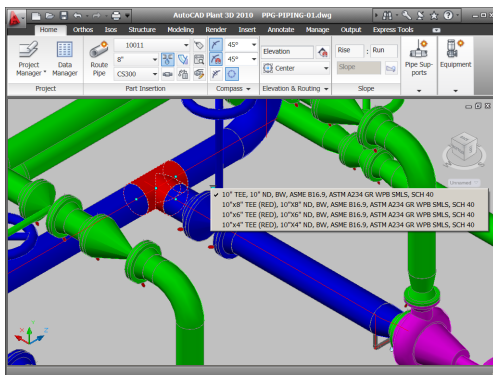 AutoCAD Plant 3D 2010 PPG-PIPING-01.dwg
Home Orthos Isos Structure Modeling Render Insert Annotate Manage Output Express Tools
Project Manager
Data Manager
Project
Route Pipe
10011
8"
CS300
Part Insertion
45°
45°
Compass
Elevation
Center
Elevation & Routing
Rise : Run
Slope
Slope
Pipe Sup-
ports
Equipment
Unnamed
✓ 10" TEE, 10" ND, BW, ASME B16.9, ASTM A234 GR WPB SMLS, SCH 40
10"x8" TEE (RED), 10"X8" ND, BW, ASME B16.9, ASTM A234 GR WPB SMLS, SCH 40
10"x6" TEE (RED), 10"X6" ND, BW, ASME B16.9, ASTM A234 GR WPB SMLS, SCH 40
10"x4" TEE (RED), 10"X4" ND, BW, ASME B16.9, ASTM A234 GR WPB SMLS, SCH 40
Z
Y
X